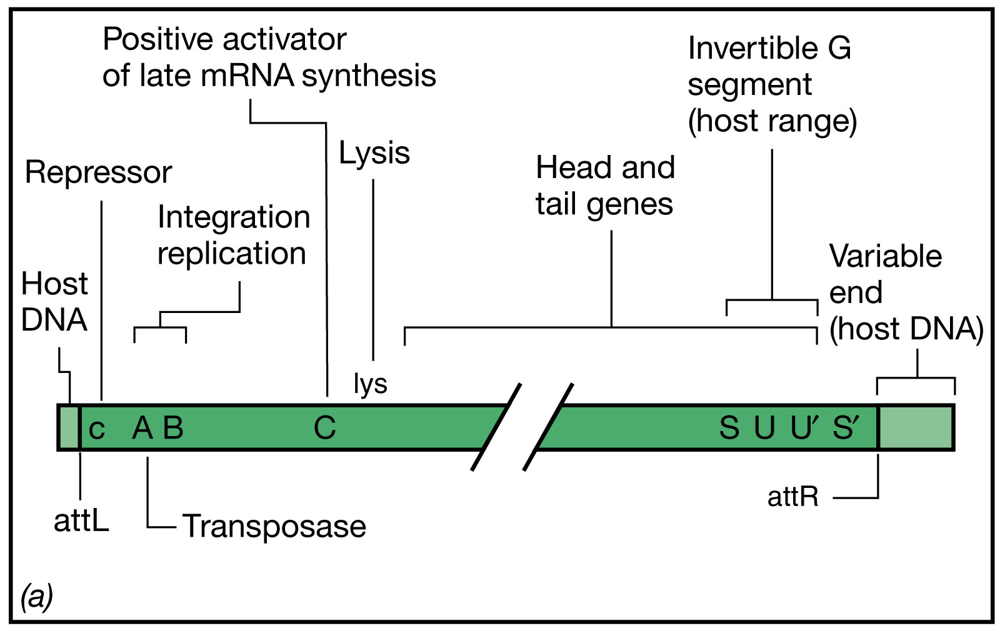 Positive activator
of late mRNA synthesis
Invertible G
segment
(host range)
Repressor
Lysis
Head and
tail genes
Integration
replication
Host
DNA
Variable
end
(host DNA)
lys
c A B C S U U′ S′
attL
Transposase
attR
(a)